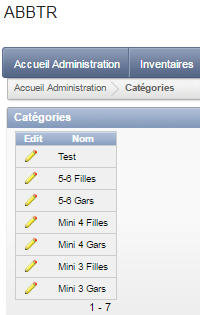 ABBTR
Accueil Administration Inventaires
Accueil Administration Catégories
Catégories
Edit Nom
Test
5-6 Filles
5-6 Gars
Mini 4 Filles
Mini 4 Gars
Mini 3 Filles
Mini 3 Gars
1 - 7